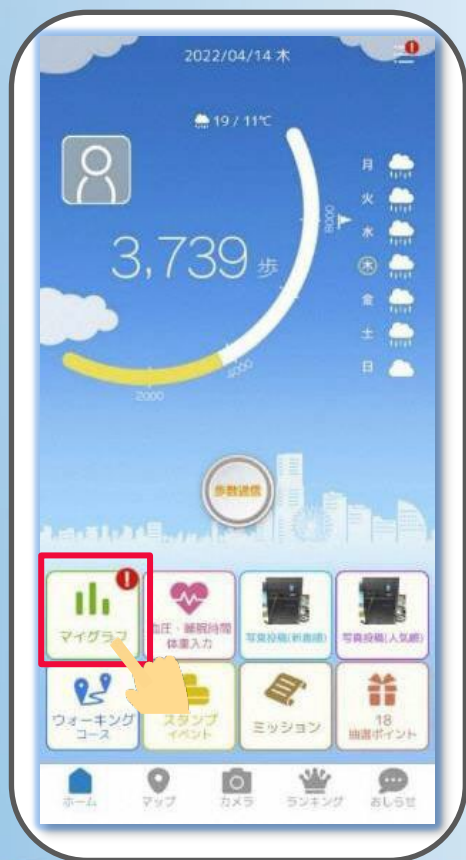 2022/04/14 木
19 / 11℃
月
火
水
木
金
土
日
8000
3,739 歩
4000
2000
歩数送信
マイグラフ
血圧・睡眠時間
体重入力
写真投稿(新着順)
写真投稿(人気順)
ウォーキング
コース
スタンプ
イベント
ミッション
18
抽選ポイント
ホーム
マップ
カメラ
ランキング
おしらせ